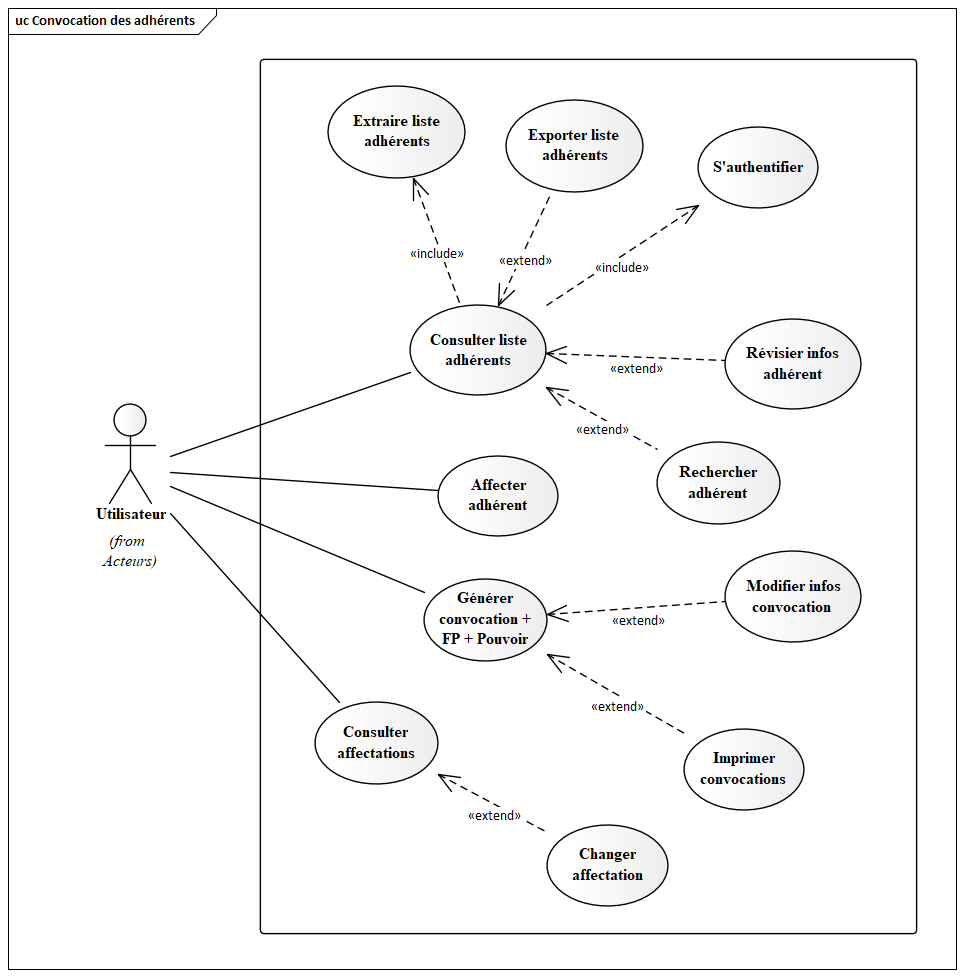 uc Convocation des adhérents
Extraire liste
adhérents
Exporter liste
adhérents
S'authentifier
«include»
«extend»
«include»
Consulter liste
adhérents
Révisier infos
adhérent
«extend»
«extend»
Rechercher
adhérent
Affecter
adhérent
Utilisateur
(from
Acteurs)
Générer
convocation +
FP + Pouvoir
Modifier infos
convocation
«extend»
«extend»
Consulter
affectations
Imprimer
convocations
«extend»
Changer
affectation